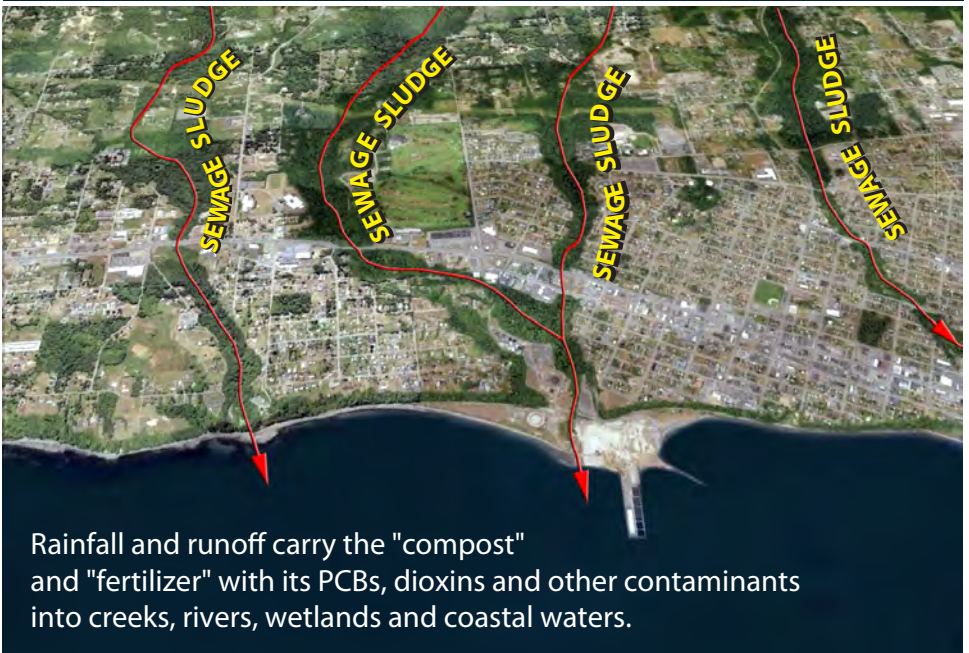 SEWAGE SLUDGE
SEWAGE SLUDGE
SEWAGE SLUDGE
SEWAGE SLUDGE
Rainfall and runoff carry the "compost"
and "fertilizer" with its PCBs, dioxins and other contaminants
into creeks, rivers, wetlands and coastal waters.